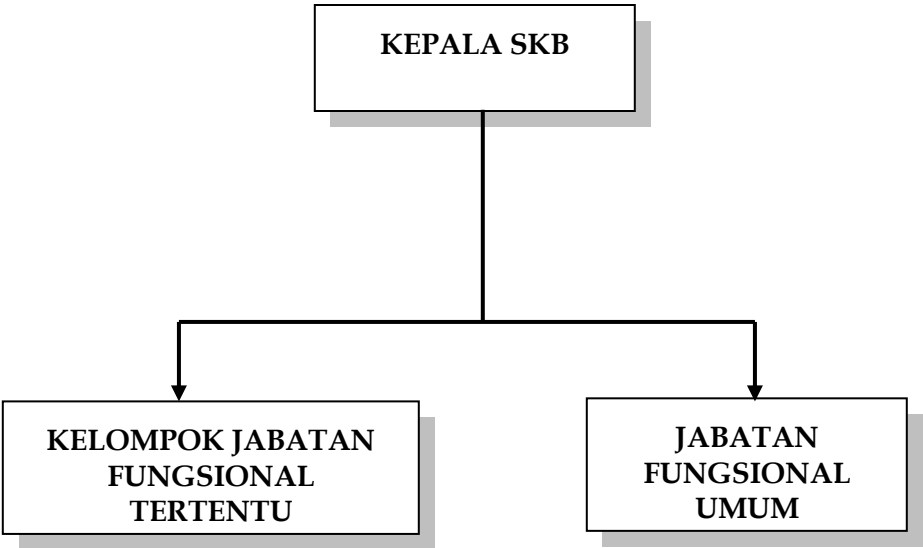 KEPALA SKB
KELOMPOK JABATAN
FUNGSIONAL
TERTENTU
JABATAN
FUNGSIONAL
UMUM